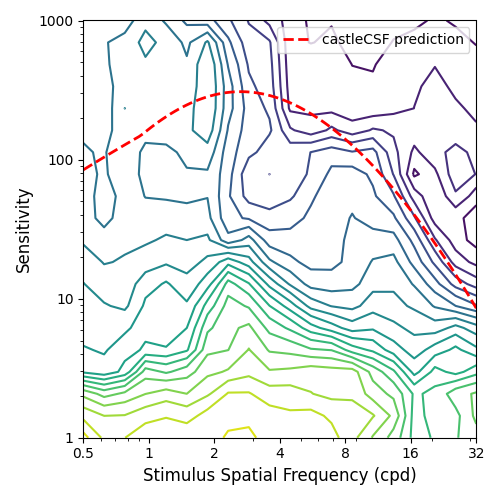 castleCSF prediction
Sensitivity
1000
100
10
1
0.5 1 2 4 8 16 32
Stimulus Spatial Frequency (cpd)